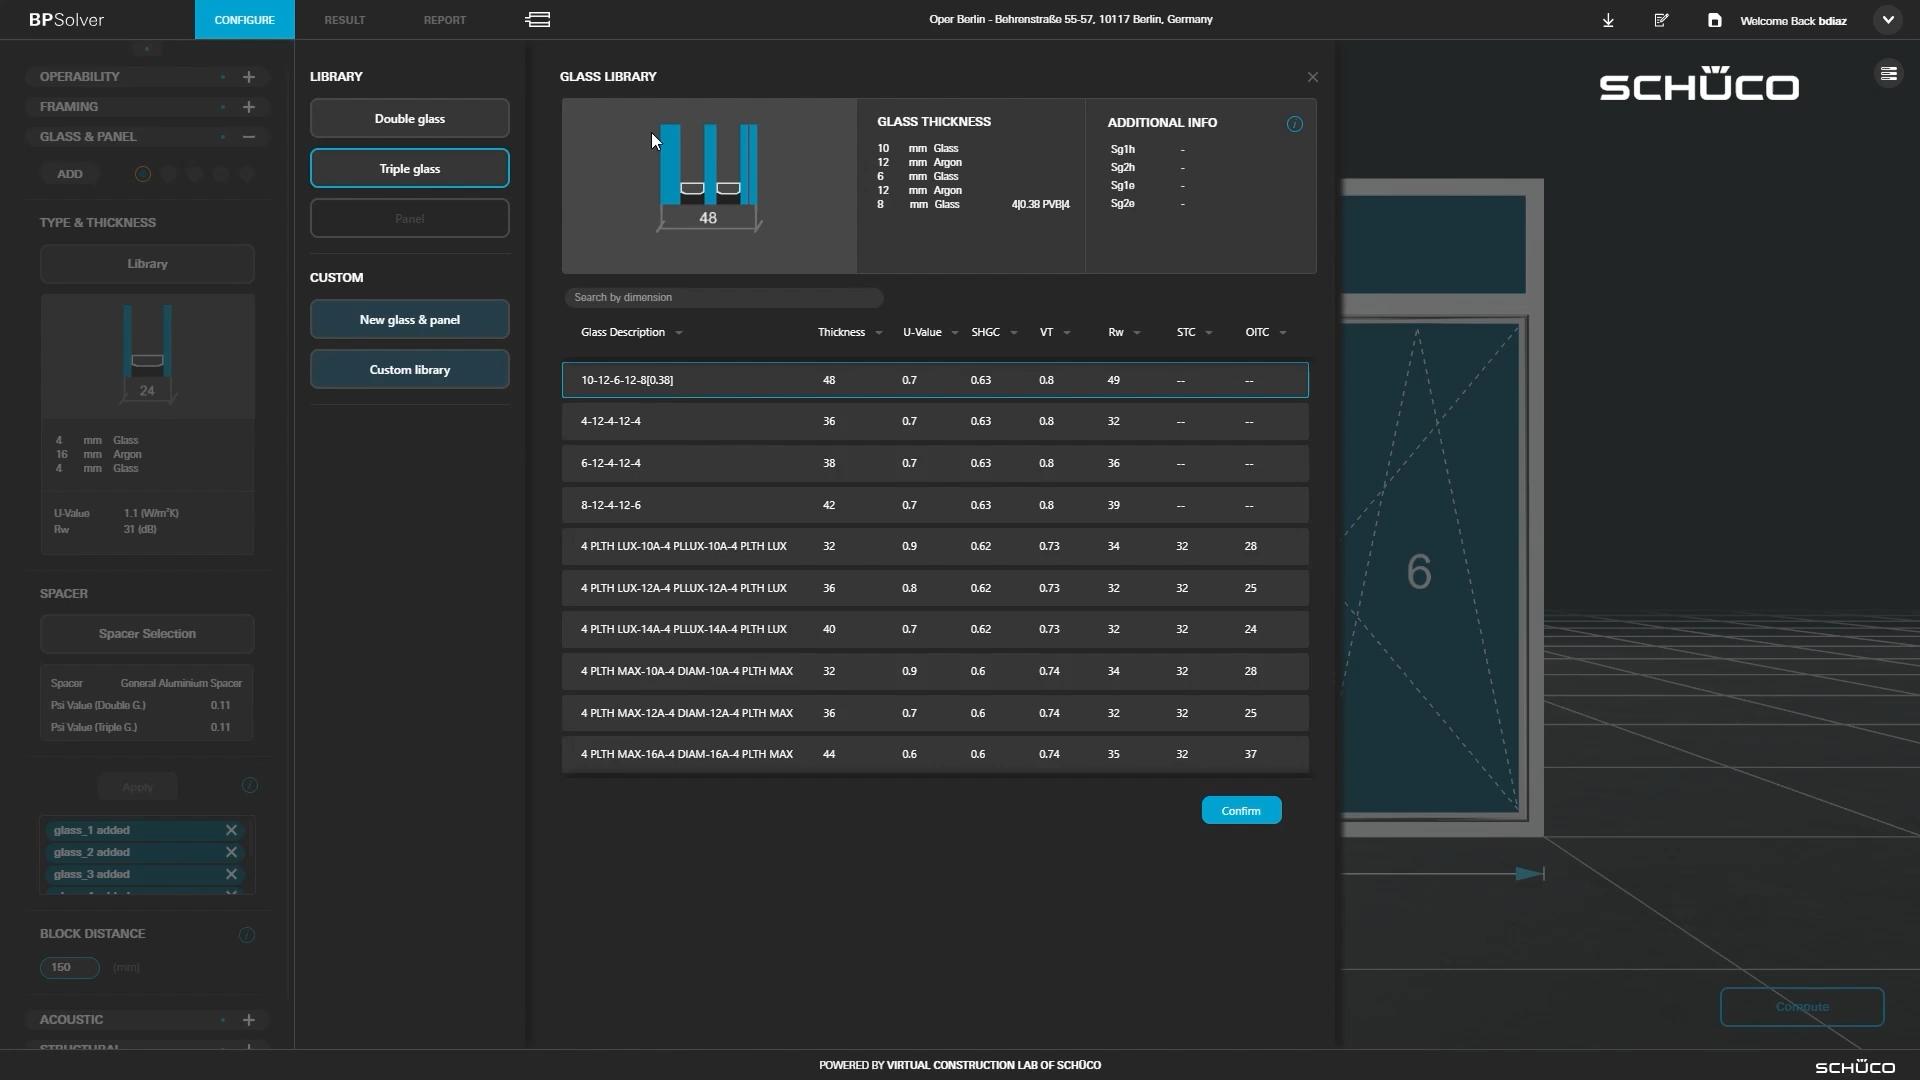 BPSolver
CONFIGURE
RESULT
REPORT
Oper Berlin - Behrenstraße 55-57, 10117 Berlin, Germany
Welcome Back bdiaz
OPERABILITY
FRAMING
GLASS & PANEL
ADD
TYPE & THICKNESS
Library
24
4 mm Glass
16 mm Argon
4 mm Glass
U-Value 1.1 (W/m²K)
Rw 31 (dB)
SPACER
Spacer Selection
Spacer General Aluminium Spacer
Psi Value (Double G.) 0.11
Psi Value (Triple G.) 0.11
Apply
glass_1 added
glass_2 added
glass_3 added
BLOCK DISTANCE
150 (mm)
ACOUSTIC
STRUCTURAL
LIBRARY
Double glass
Triple glass
Panel
CUSTOM
New glass & panel
Custom library
GLASS LIBRARY
48
GLASS THICKNESS
10 mm Glass
12 mm Argon
6 mm Glass
12 mm Argon
8 mm Glass 4|0.38 PVB|4
ADDITIONAL INFO
Sg1h -
Sg2h -
Sg1e -
Sg2e -
Search by dimension
Glass Description Thickness U-Value SHGC VT Rw STC OITC
10-12-6-12-8[0.38] 48 0.7 0.63 0.8 49 -- --
4-12-4-12-4 36 0.7 0.63 0.8 32 -- --
6-12-4-12-4 38 0.7 0.63 0.8 36 -- --
8-12-4-12-6 42 0.7 0.63 0.8 39 -- --
4 PLTH LUX-10A-4 PLLUX-10A-4 PLTH LUX 32 0.9 0.62 0.73 34 32 28
4 PLTH LUX-12A-4 PLLUX-12A-4 PLTH LUX 36 0.8 0.62 0.73 32 32 25
4 PLTH LUX-14A-4 PLLUX-14A-4 PLTH LUX 40 0.7 0.62 0.73 32 32 24
4 PLTH MAX-10A-4 DIAM-10A-4 PLTH MAX 32 0.9 0.6 0.74 34 32 28
4 PLTH MAX-12A-4 DIAM-12A-4 PLTH MAX 36 0.7 0.6 0.74 32 32 25
4 PLTH MAX-16A-4 DIAM-16A-4 PLTH MAX 44 0.6 0.6 0.74 35 32 37
Confirm
SCHÜCO
6
Compute
POWERED BY VIRTUAL CONSTRUCTION LAB OF SCHÜCO
SCHÜCO